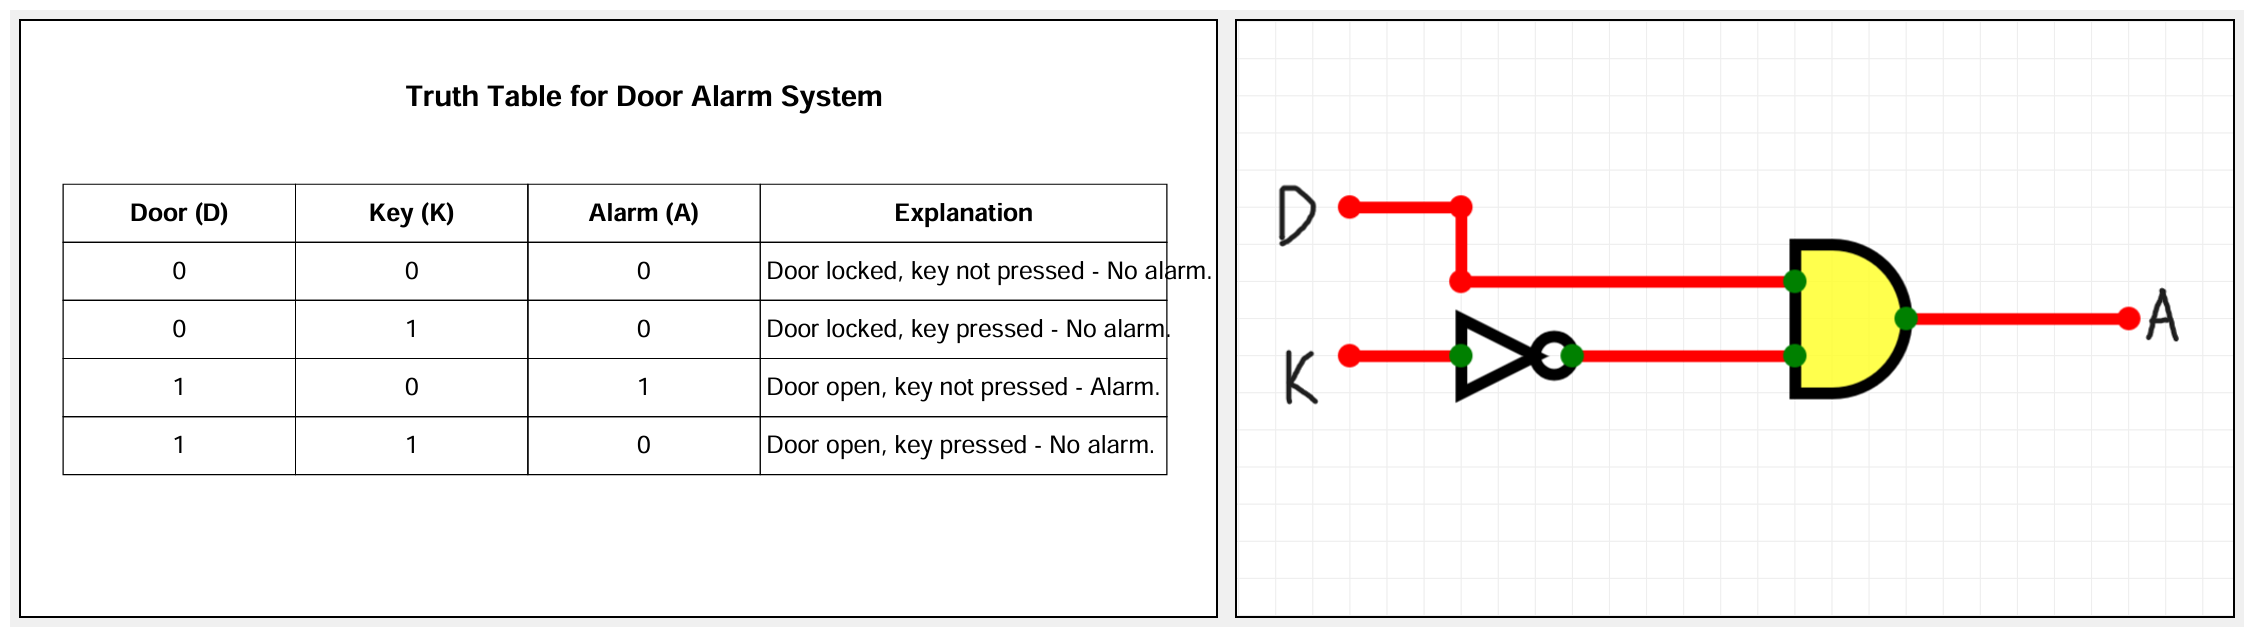 Truth Table for Door Alarm System
Door (D) Key (K) Alarm (A) Explanation
0 0 0 Door locked, key not pressed - No alarm.
0 1 0 Door locked, key pressed - No alarm.
1 0 1 Door open, key not pressed - Alarm.
1 1 0 Door open, key pressed - No alarm.
D
K
A